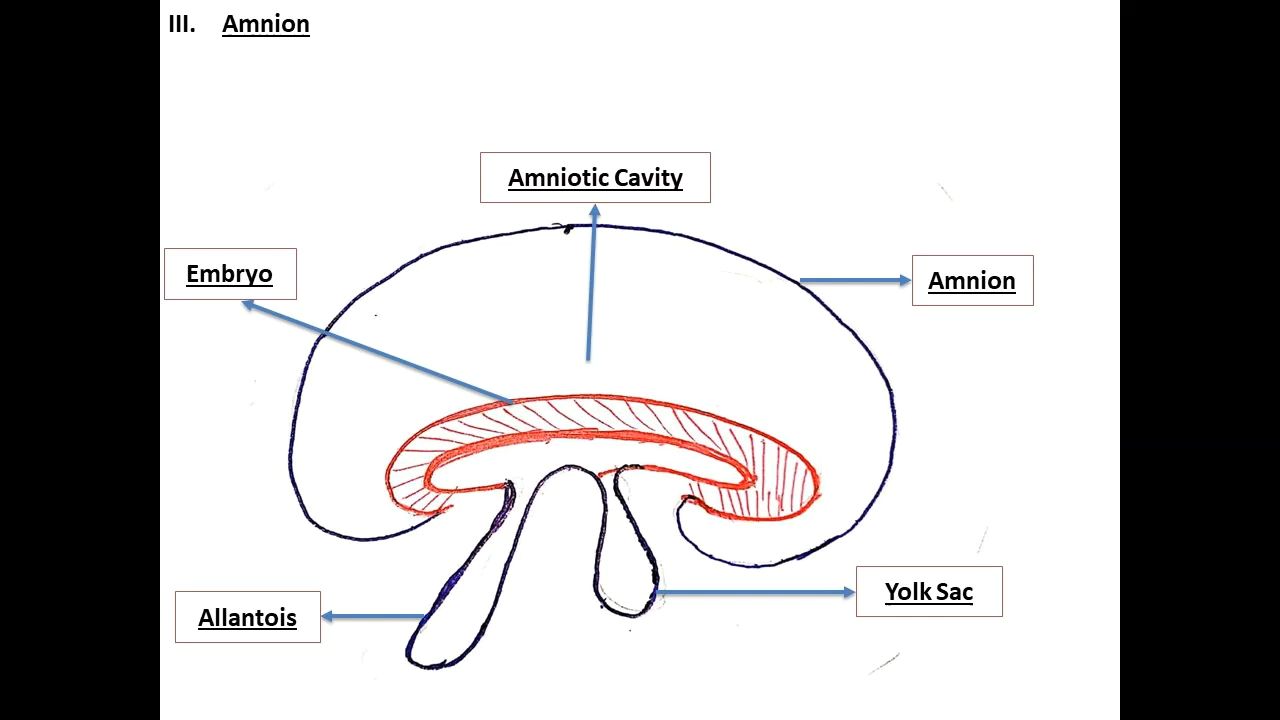 III. Amnion
Amniotic Cavity
Embryo
Amnion
Allantois
Yolk Sac